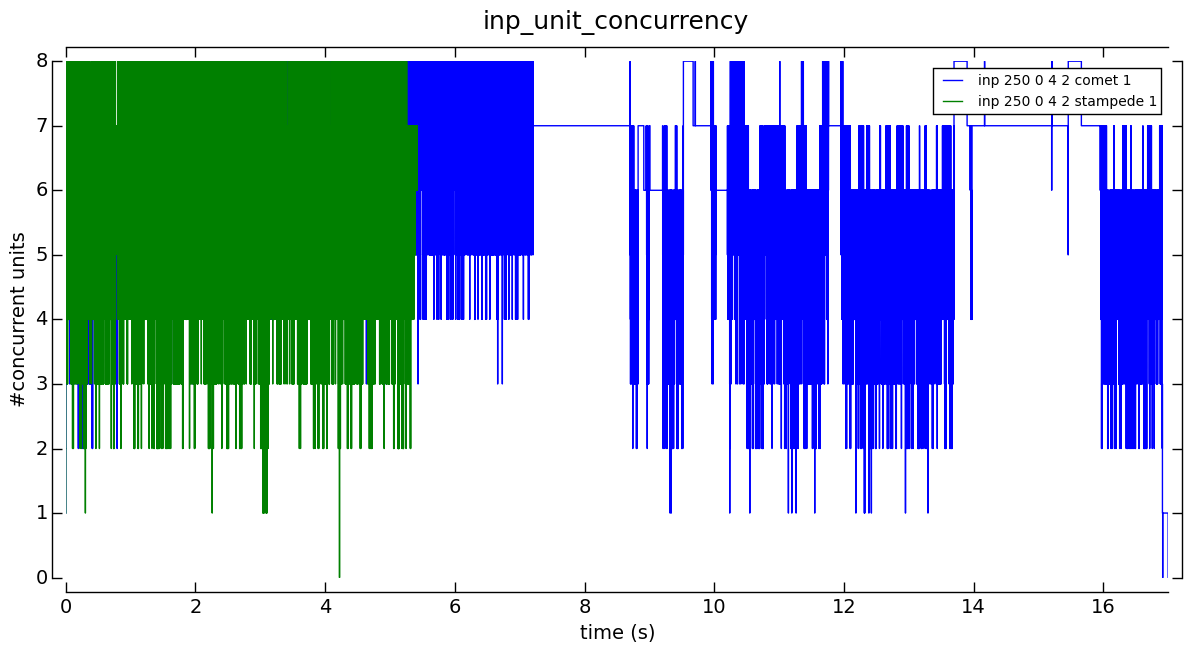 inp_unit_concurrency
8
7
6
5
4
3
2
1
0
#concurrent units
inp 250 0 4 2 comet 1
inp 250 0 4 2 stampede 1
0 2 4 6 8 10 12 14 16
time (s)